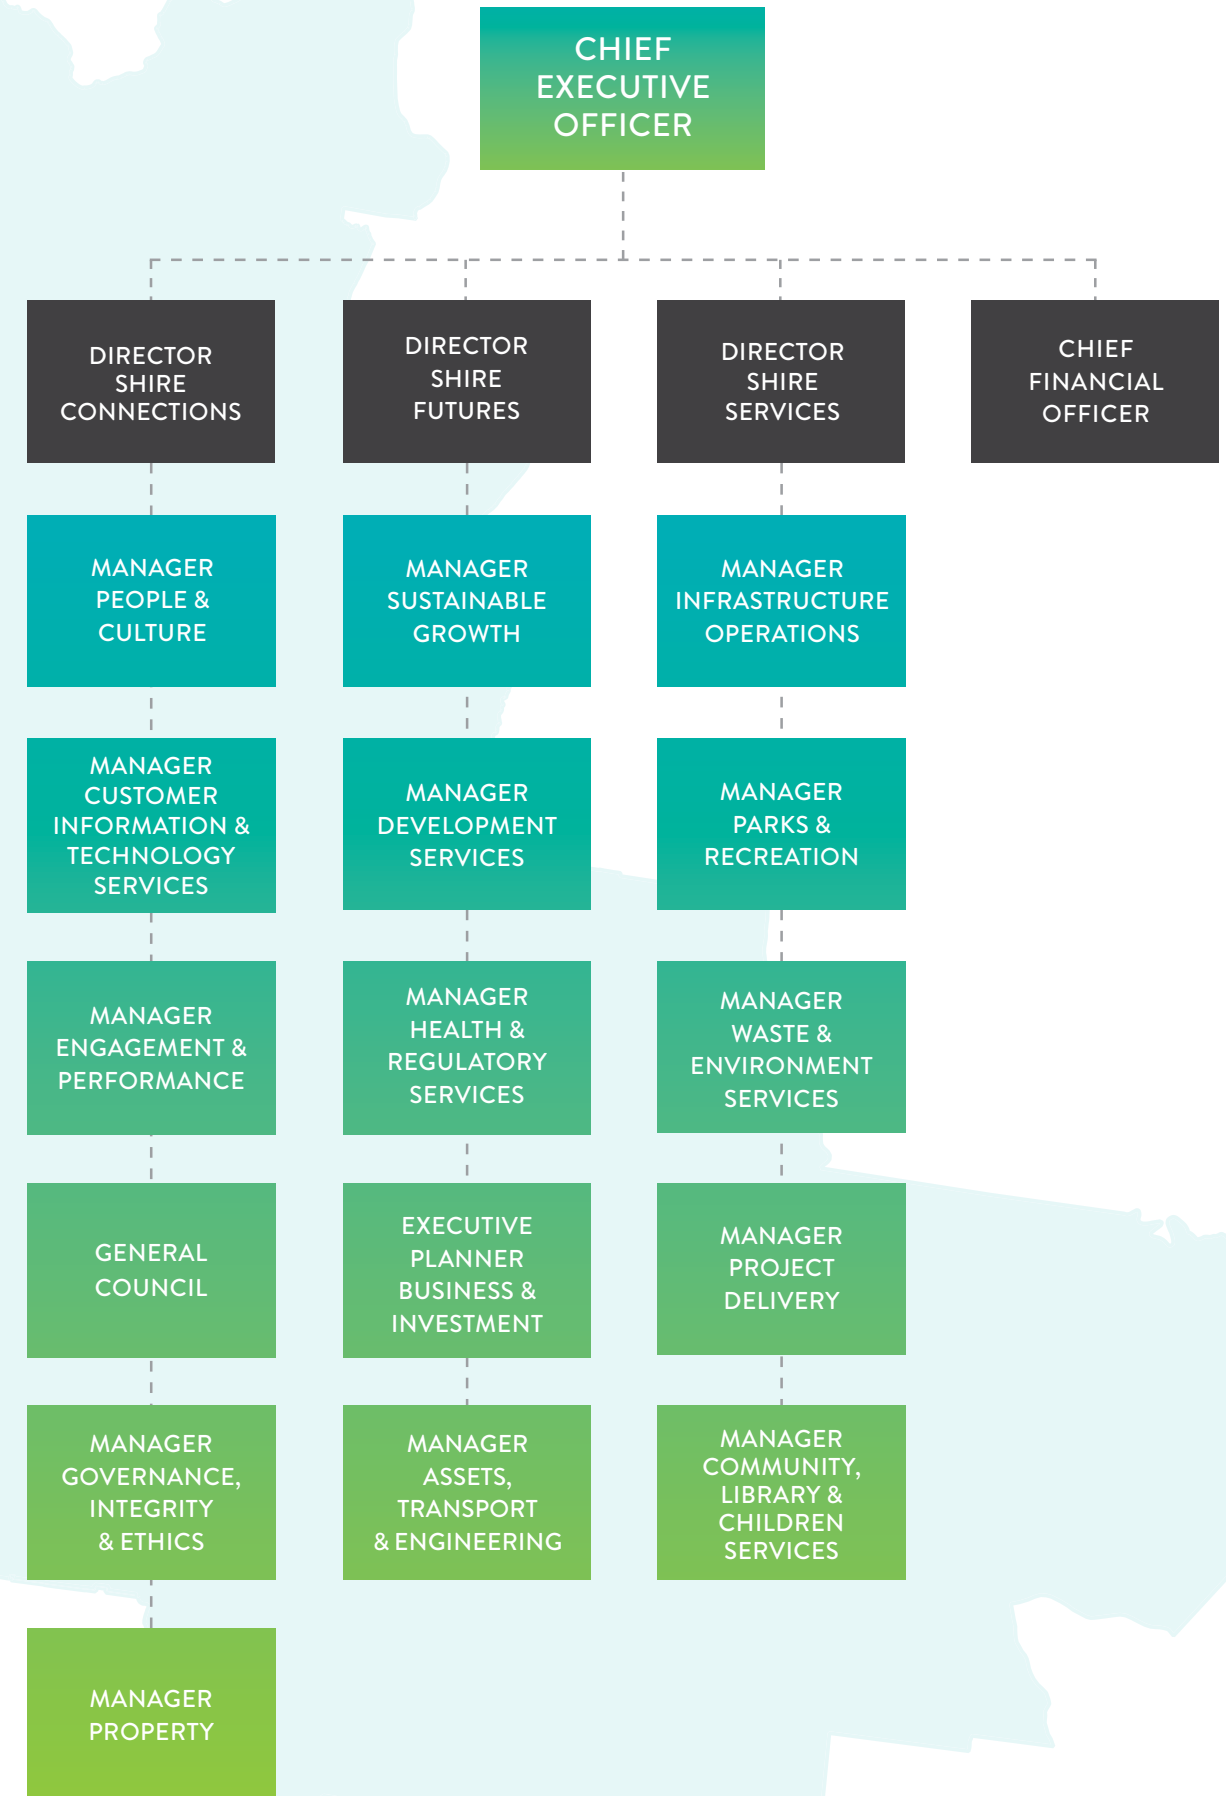 CHIEF
EXECUTIVE
OFFICER
DIRECTOR
SHIRE
CONNECTIONS
DIRECTOR
SHIRE
FUTURES
DIRECTOR
SHIRE
SERVICES
CHIEF
FINANCIAL
OFFICER
MANAGER
PEOPLE &
CULTURE
MANAGER
SUSTAINABLE
GROWTH
MANAGER
INFRASTRUCTURE
OPERATIONS
MANAGER
CUSTOMER
INFORMATION &
TECHNOLOGY
SERVICES
MANAGER
DEVELOPMENT
SERVICES
MANAGER
PARKS &
RECREATION
MANAGER
ENGAGEMENT &
PERFORMANCE
MANAGER
HEALTH &
REGULATORY
SERVICES
MANAGER
WASTE &
ENVIRONMENT
SERVICES
GENERAL
COUNCIL
EXECUTIVE
PLANNER
BUSINESS &
INVESTMENT
MANAGER
PROJECT
DELIVERY
MANAGER
GOVERNANCE,
INTEGRITY
& ETHICS
MANAGER
ASSETS,
TRANSPORT
& ENGINEERING
MANAGER
COMMUNITY,
LIBRARY &
CHILDREN
SERVICES
MANAGER
PROPERTY